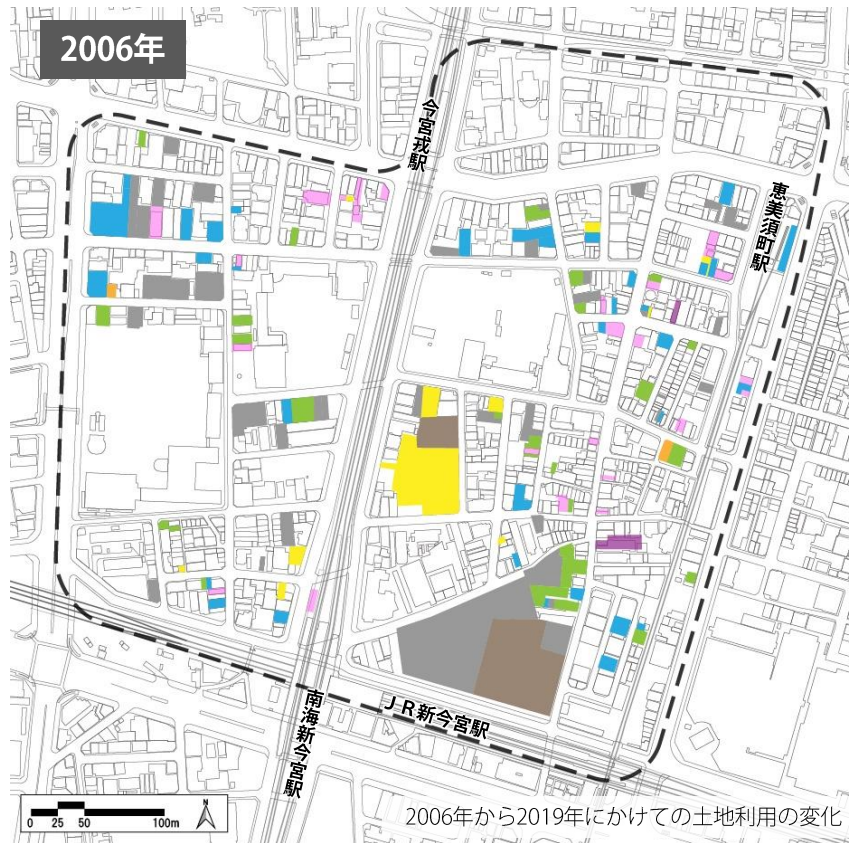 2006年
今宮戎駅
恵美須町駅
南海新今宮駅
JR新今宮駅
0 25 50 100m
N
2006年から2019年にかけての土地利用の変化